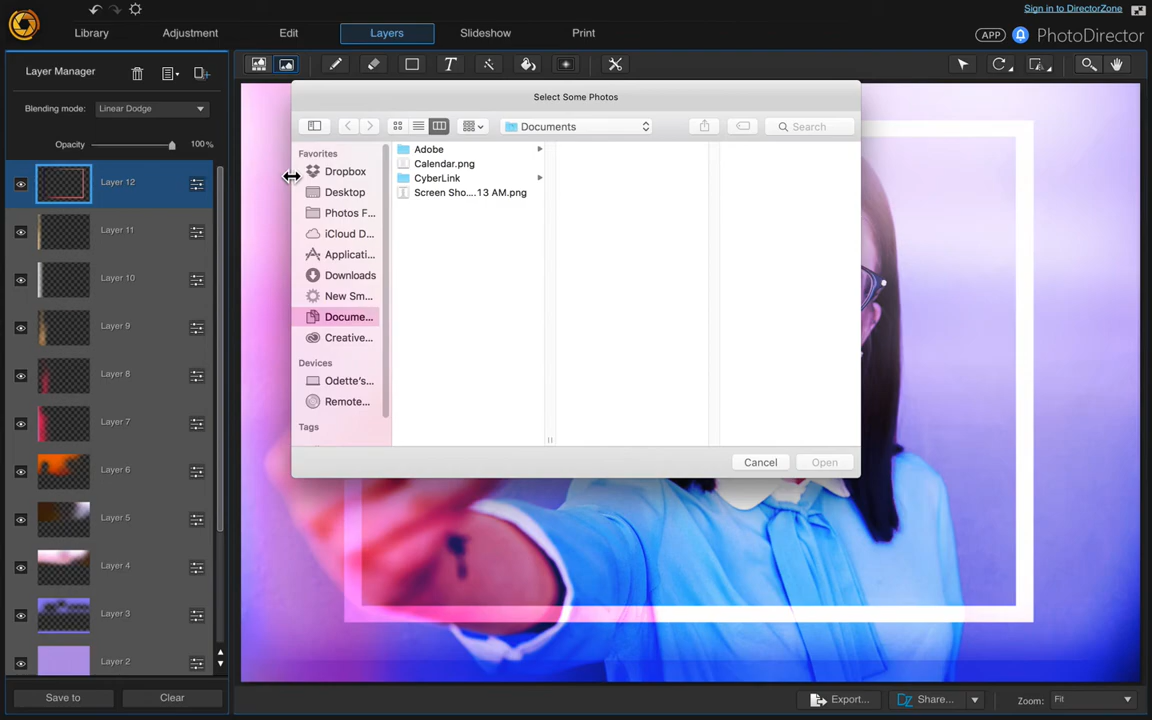 Sign in to DirectorZone
Library
Adjustment
Edit
Layers
Slideshow
Print
APP
PhotoDirector
Layer Manager
Blending mode:
Linear Dodge
Opacity
100%
Layer 12
Layer 11
Layer 10
Layer 9
Layer 8
Layer 7
Layer 6
Layer 5
Layer 4
Layer 3
Layer 2
Save to
Clear
T
Select Some Photos
Documents
Search
Favorites
Dropbox
Desktop
Photos F...
iCloud D...
Applicati...
Downloads
New Sm...
Docume...
Creative...
Devices
Odette's...
Remote...
Tags
Adobe
Calendar.png
CyberLink
Screen Sho....13 AM.png
Cancel
Open
Export...
Share...
Zoom:
Fit